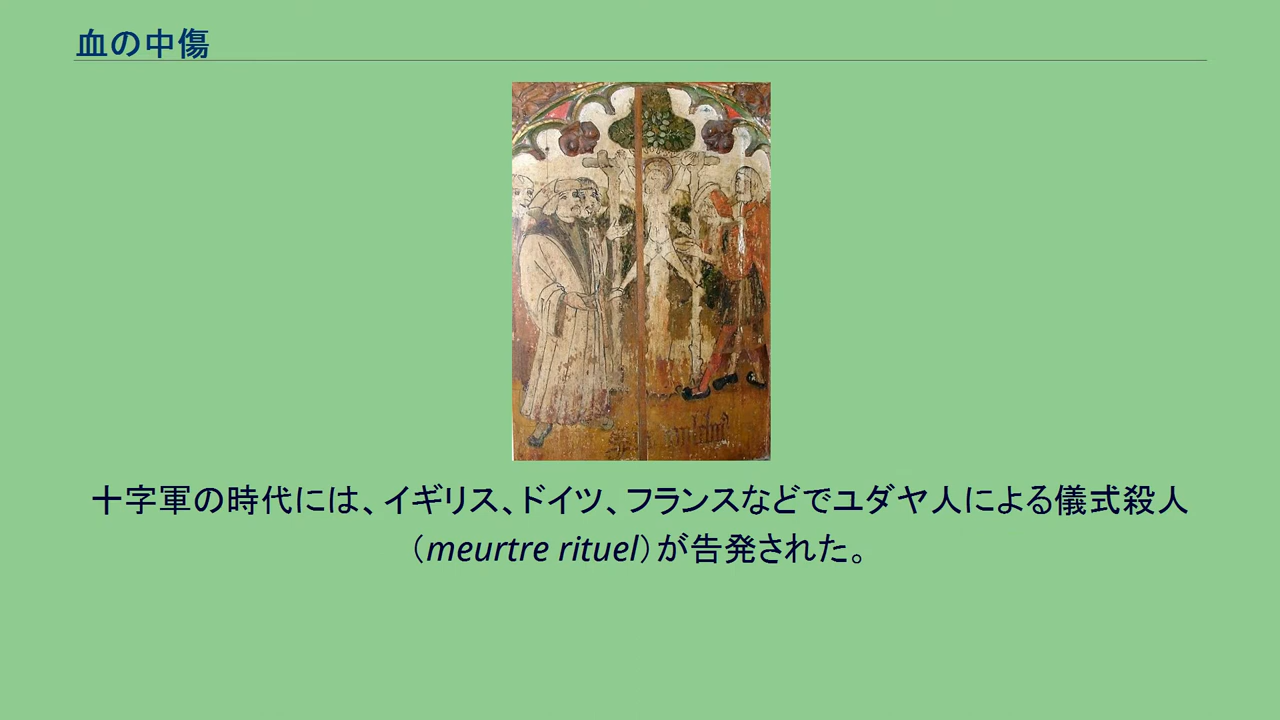 血の中傷
十字軍の時代には、イギリス、ドイツ、フランスなどでユダヤ人による儀式殺人
（meurtre rituel）が告発された。